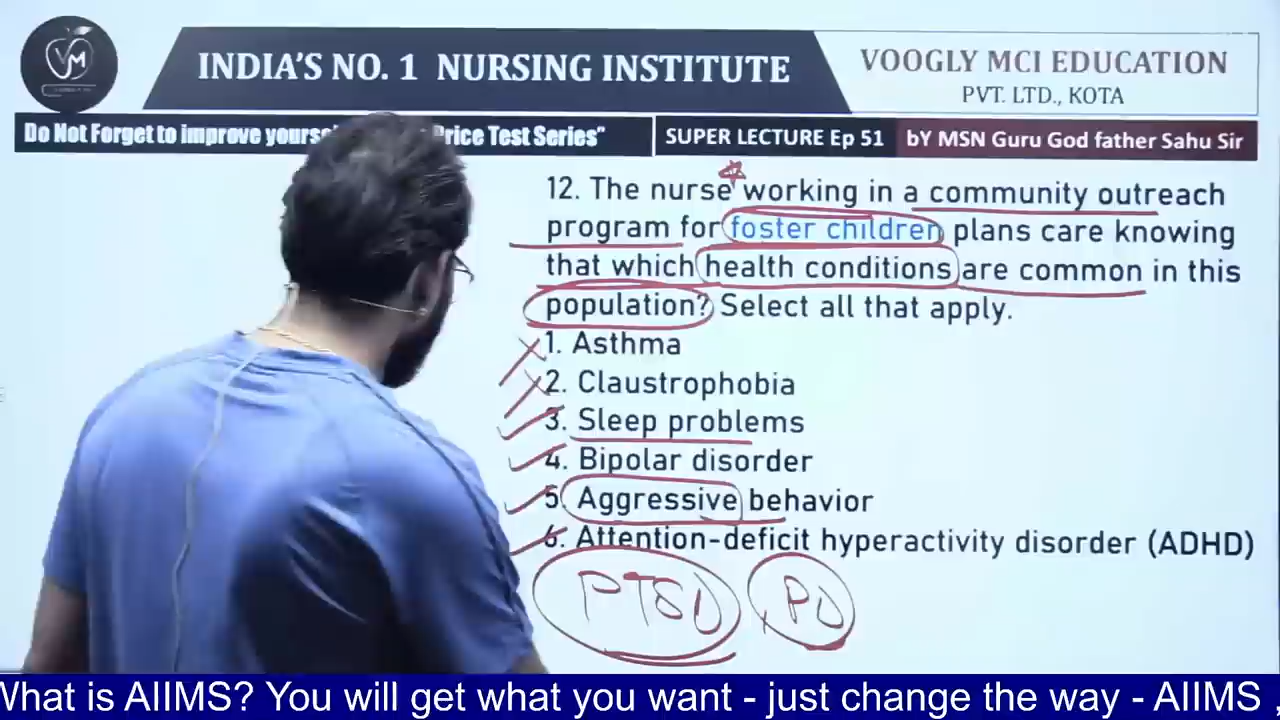 VM
INDIA'S NO. 1 NURSING INSTITUTE
VOOGLY MCI EDUCATION
PVT. LTD., KOTA
Do Not Forget to improve Price Test Series"
SUPER LECTURE Ep 51 bY MSN Guru God father Sahu Sir
12. The nurse working in a community outreach
program for foster children plans care knowing
that which health conditions are common in this
population? Select all that apply.
1. Asthma
2. Claustrophobia
3. Sleep problems
4. Bipolar disorder
5. Aggressive behavior
6. Attention-deficit hyperactivity disorder (ADHD)
PTSD PD
What is AIIMS? You will get what you want - just change the way - AIIMS